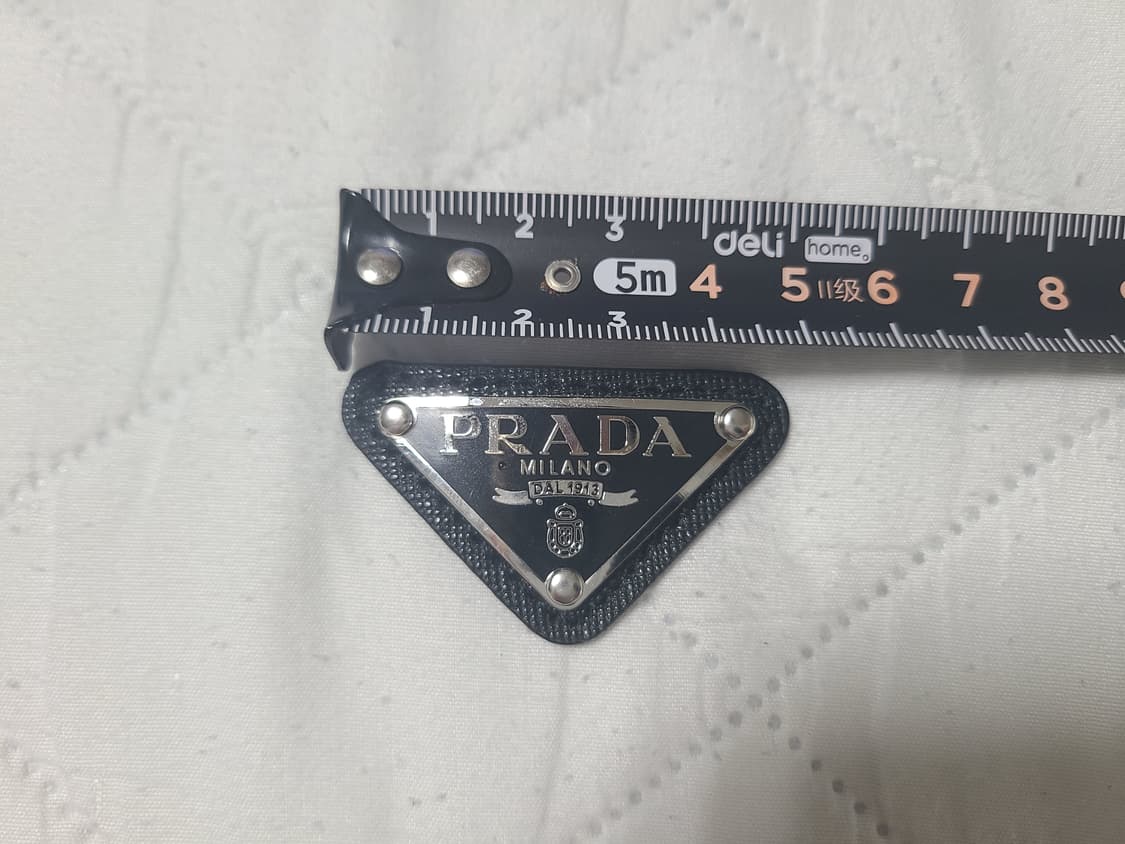 1 2 3
deli home
5m 4 5 II级 6 7 8
1 2 3
PRADA
MILANO
DAL 1913